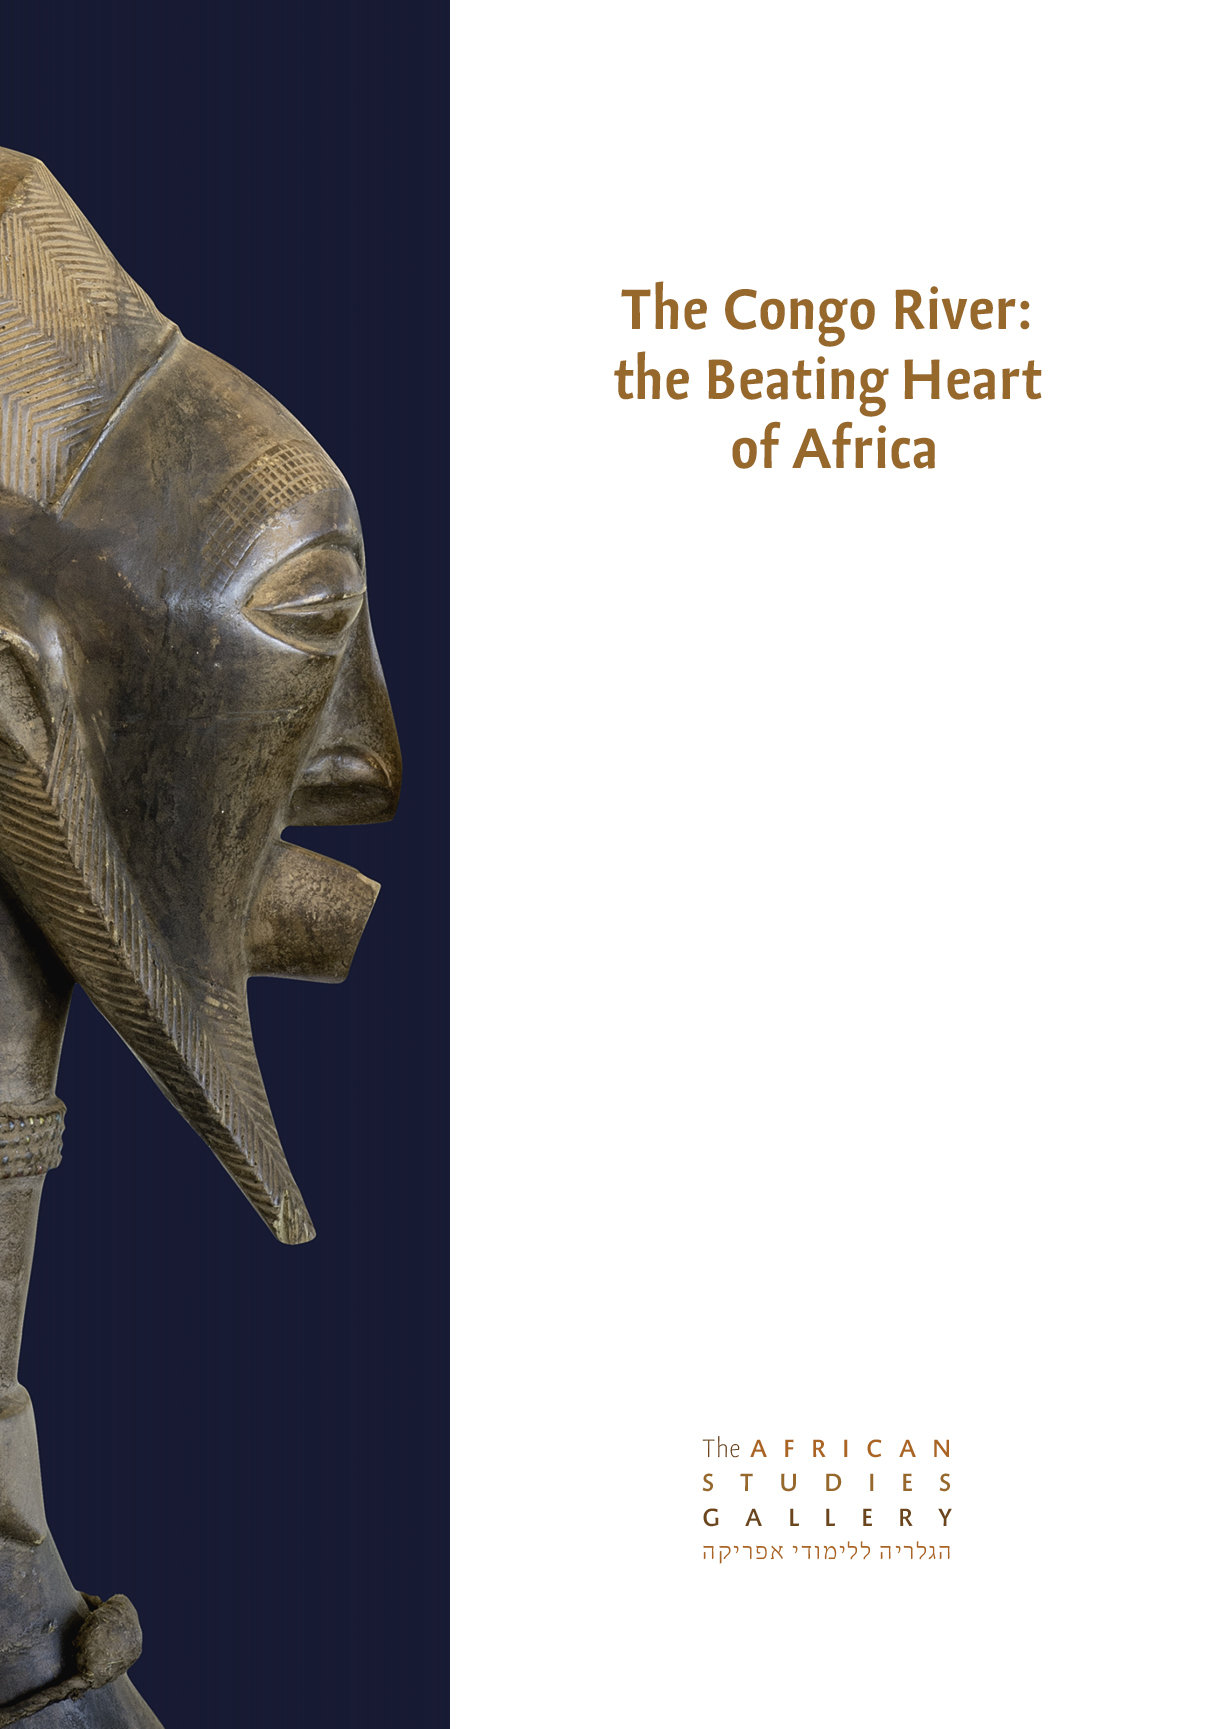 The Congo River:
the Beating Heart
of Africa
The AFRICAN
STUDIES
GALLERY
הגלריה ללימודי אפריקה